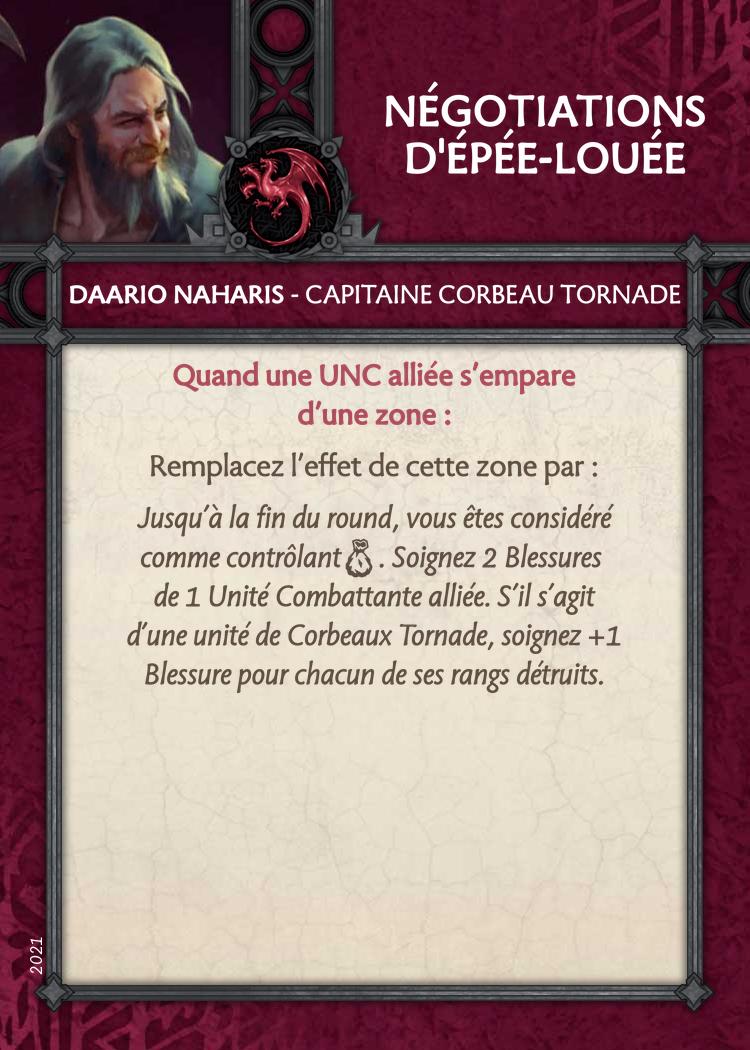 NÉGOTIATIONS
D'ÉPÉE-LOUÉE
DAARIO NAHARIS - CAPITAINE CORBEAU TORNADE
Quand une UNC alliée s’empare
d’une zone :
Remplacez l’effet de cette zone par :
Jusqu’à la fin du round, vous êtes considéré
comme contrôlant . Soignez 2 Blessures
de 1 Unité Combattante alliée. S’il s’agit
d’une unité de Corbeaux Tornade, soignez +1
Blessure pour chacun de ses rangs détruits.
2021